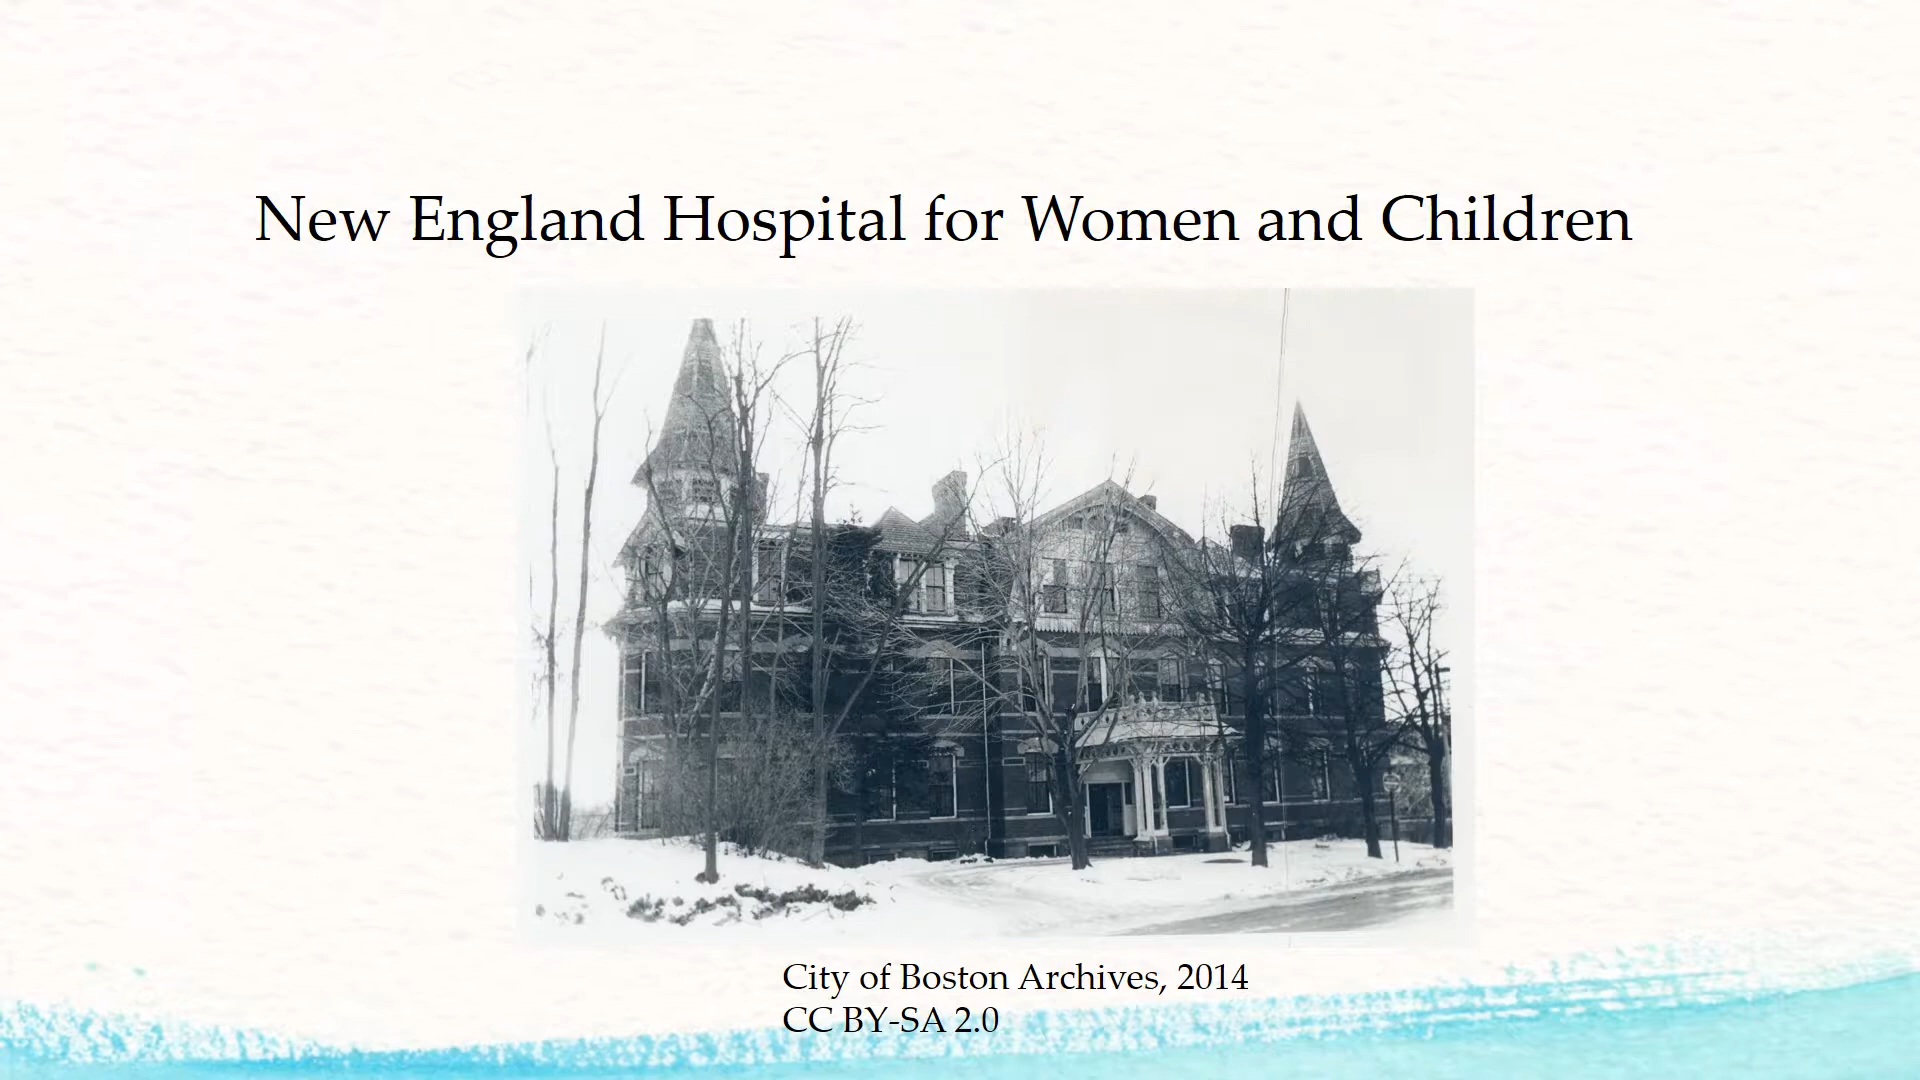 New England Hospital for Women and Children
City of Boston Archives, 2014
CC BY-SA 2.0